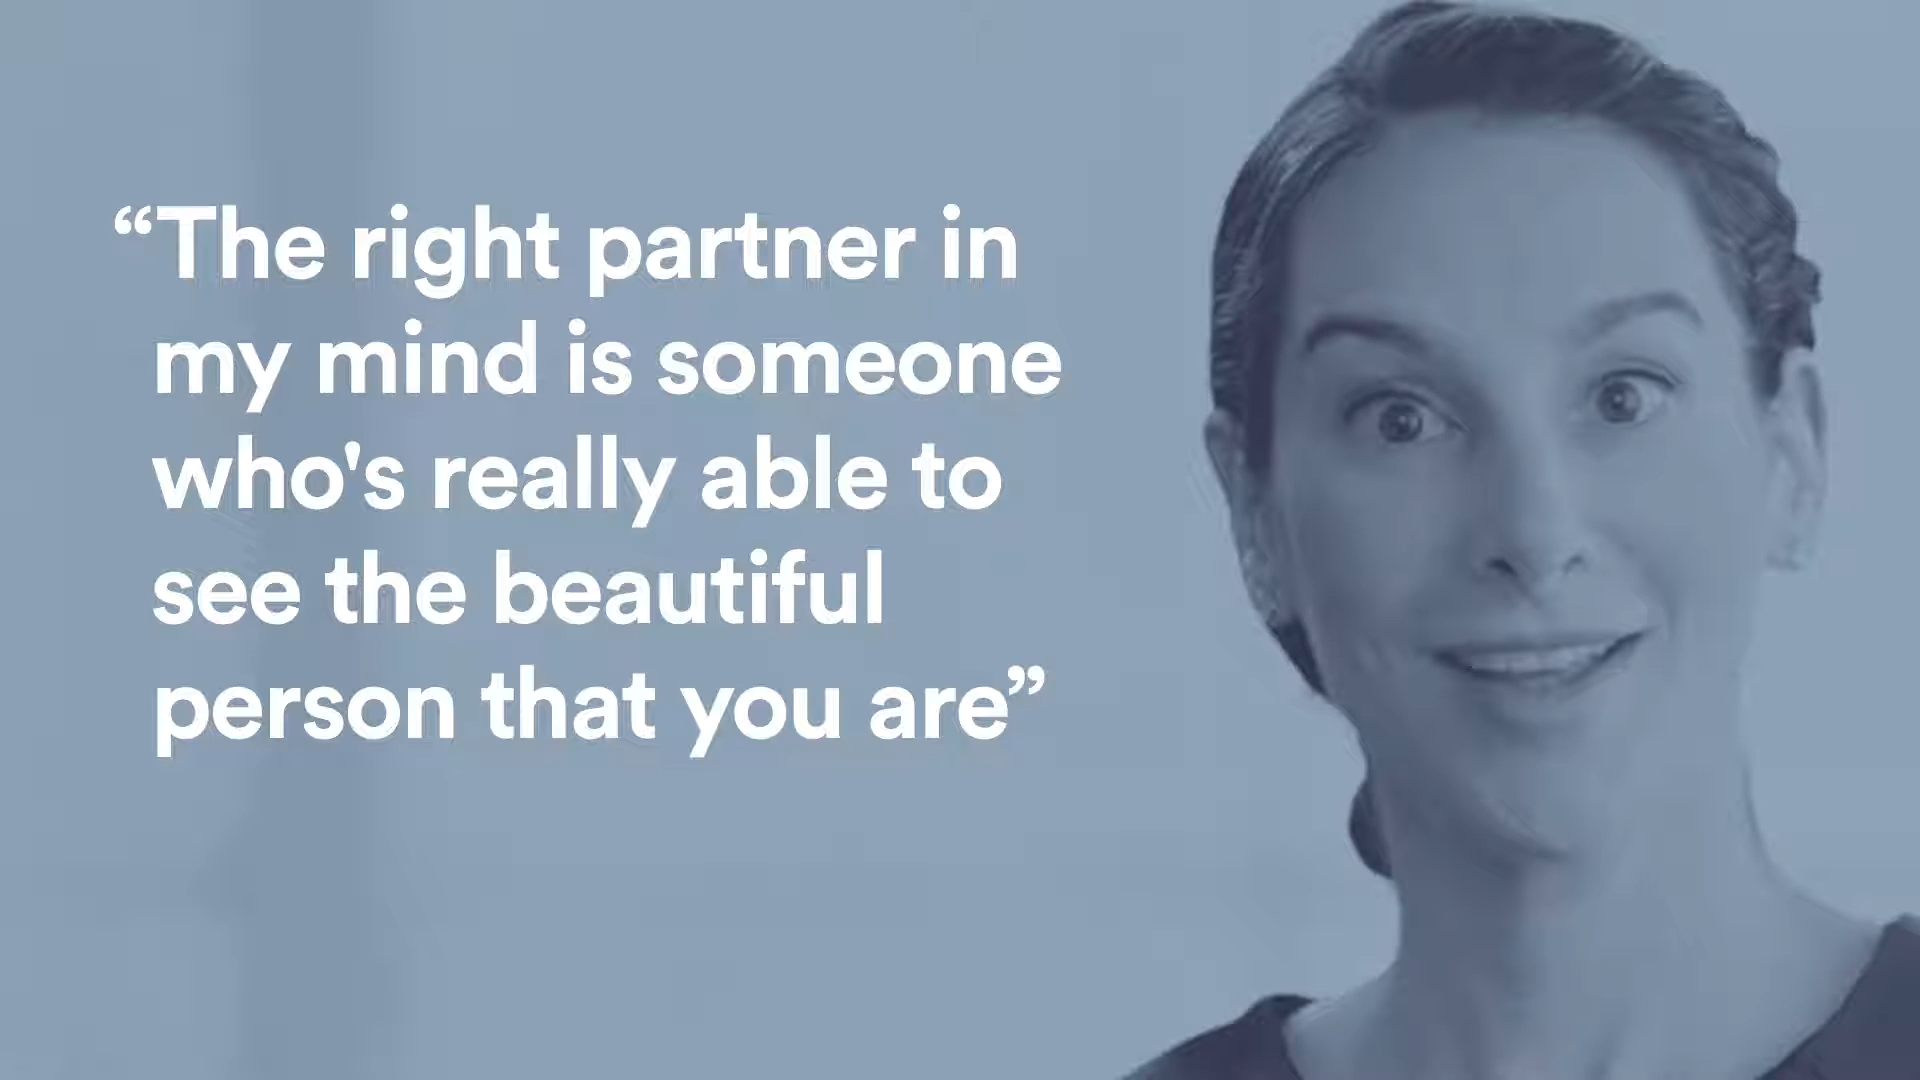 “The right partner in
my mind is someone
who's really able to
see the beautiful
person that you are”